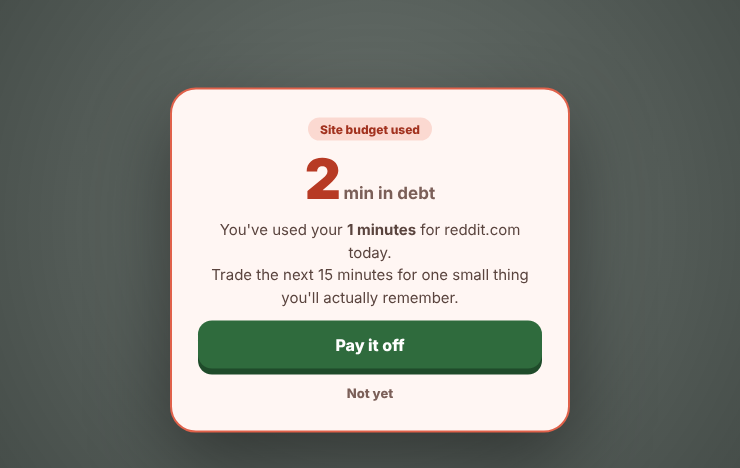 Site budget used
2 min in debt
You've used your 1 minutes for reddit.com
today.
Trade the next 15 minutes for one small thing
you'll actually remember.
Pay it off
Not yet